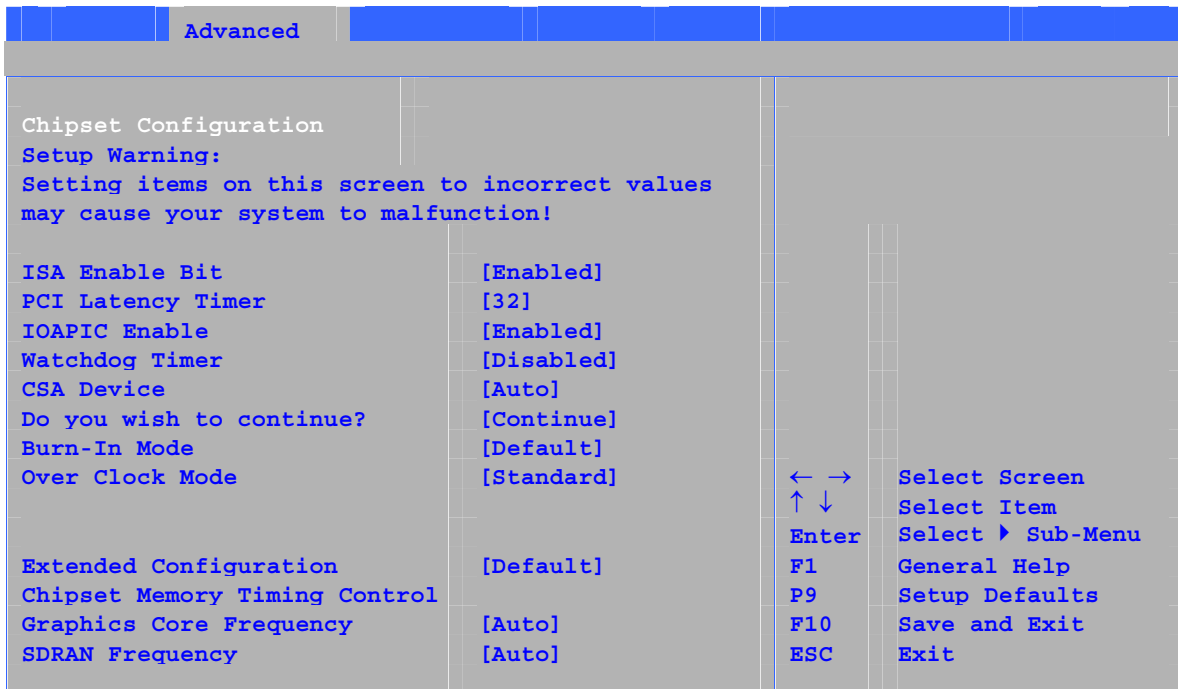 Advanced
Chipset Configuration
Setup Warning:
Setting items on this screen to incorrect values
may cause your system to malfunction!
ISA Enable Bit [Enabled]
PCI Latency Timer [32]
IOAPIC Enable [Enabled]
Watchdog Timer [Disabled]
CSA Device [Auto]
Do you wish to continue? [Continue]
Burn-In Mode [Default]
Over Clock Mode [Standard]
Extended Configuration [Default]
Chipset Memory Timing Control
Graphics Core Frequency [Auto]
SDRAN Frequency [Auto]
← → Select Screen
↑ ↓ Select Item
Enter Select ▶ Sub-Menu
F1 General Help
P9 Setup Defaults
F10 Save and Exit
ESC Exit